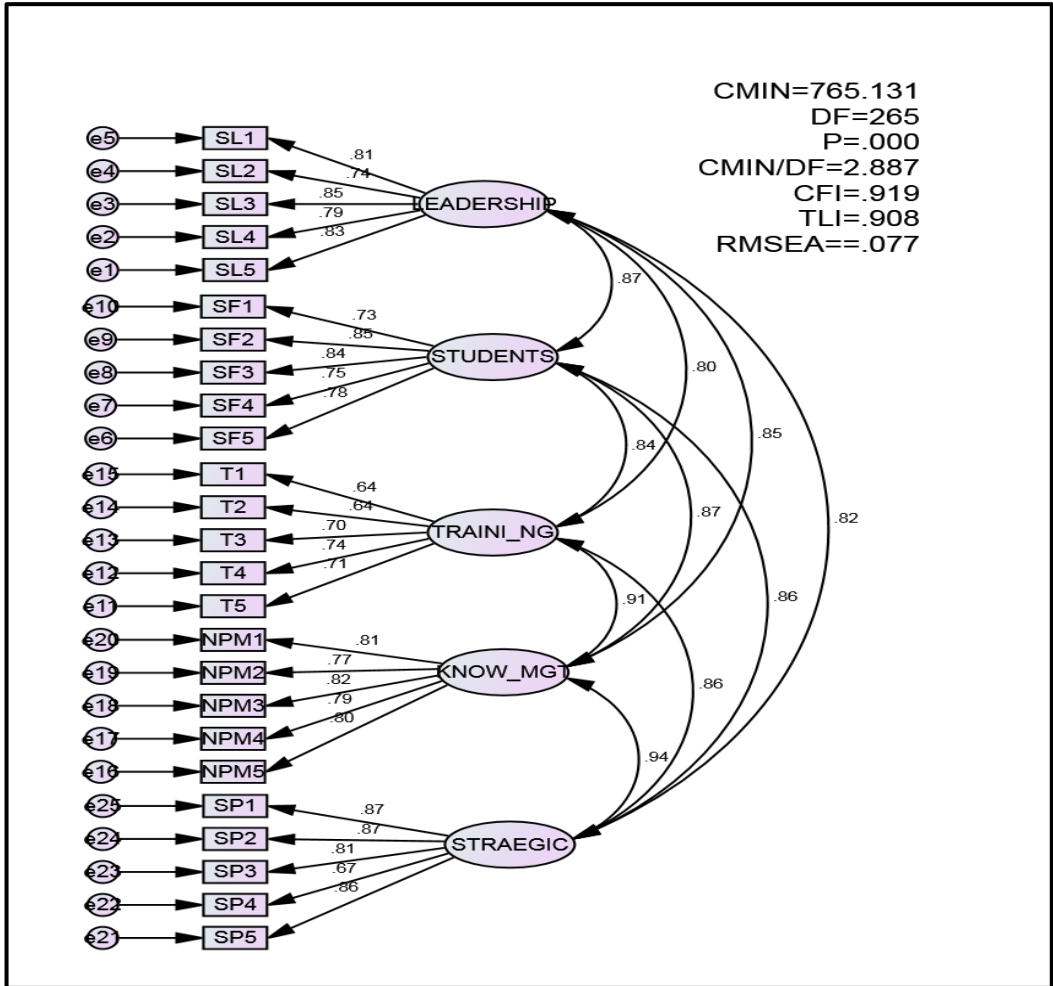 CMIN=765.131
DF=265
P=.000
CMIN/DF=2.887
CFI=.919
TLI=.908
RMSEA==.077
e5 SL1 .81
e4 SL2 .74
e3 SL3 .85 LEADERSHIP
e2 SL4 .79
e1 SL5 .83
.87
e10 SF1 .73
e9 SF2 .85
e8 SF3 .84 STUDENTS
e7 SF4 .75
e6 SF5 .78
.80
.84
.85
e15 T1 .64
e14 T2 .64
e13 T3 .70 TRAINI_NG
e12 T4 .74
e11 T5 .71
.87
.82
.91
.86
e20 NPM1 .81
e19 NPM2 .77 KNOW_MGT
e18 NPM3 .82
e17 NPM4 .79
e16 NPM5 .80
.86
.94
e25 SP1 .87
e24 SP2 .87 STRAEGIC
e23 SP3 .81
e22 SP4 .67
e21 SP5 .86